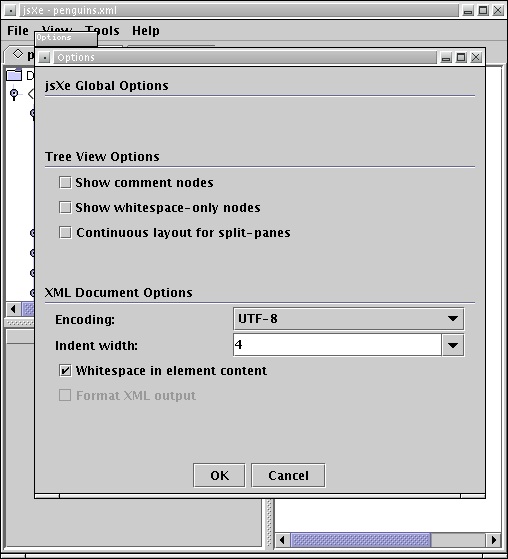 jsXe - penguins.xml
File View Tools Help
Options
Options
p
D
jsXe Global Options
Tree View Options
Show comment nodes
Show whitespace-only nodes
Continuous layout for split-panes
XML Document Options
Encoding: UTF-8
Indent width: 4
Whitespace in element content
Format XML output
OK Cancel